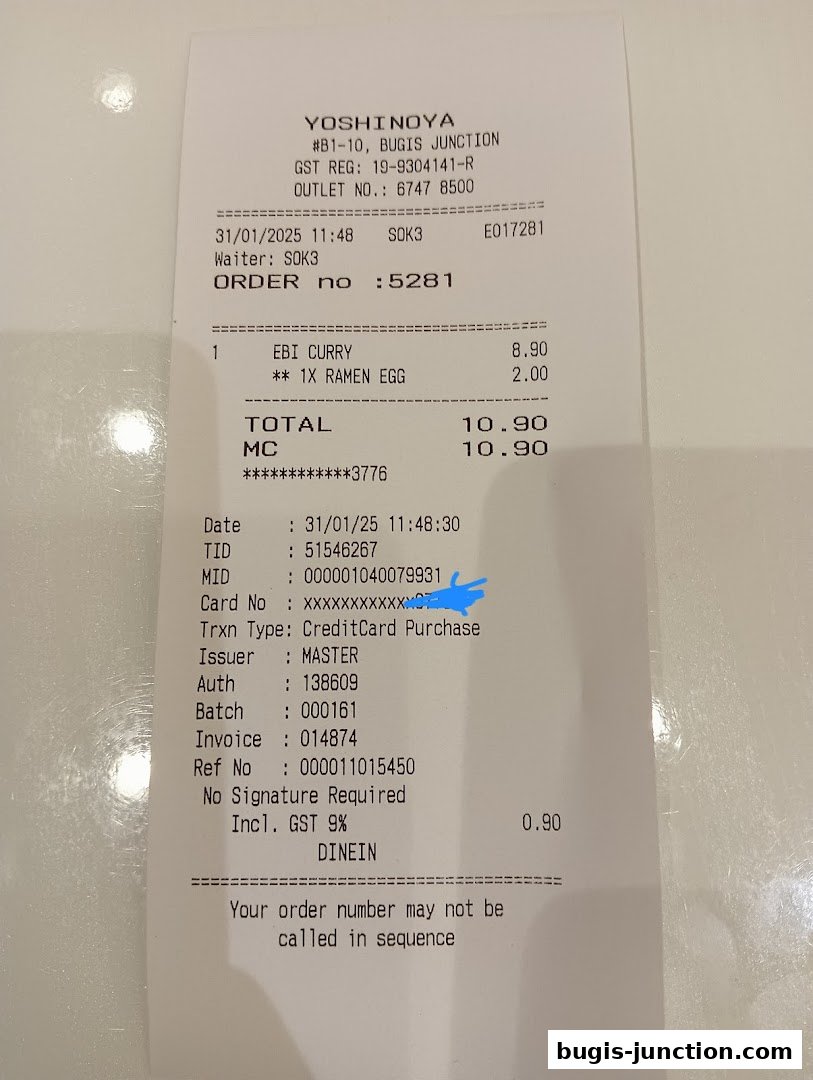 YOSHINOYA
#B1-10, BUGIS JUNCTION
GST REG: 19-9304141-R
OUTLET NO.: 6747 8500
31/01/2025 11:48 SOK3 E017281
Waiter: SOK3
ORDER no :5281
1 EBI CURRY 8.90
** 1X RAMEN EGG 2.00
TOTAL 10.90
MC 10.90
************3776
Date : 31/01/25 11:48:30
TID : 51546267
MID : 000001040079931
Card No : xxxxxxxxxxxx
Trxn Type: CreditCard Purchase
Issuer : MASTER
Auth : 138609
Batch : 000161
Invoice : 014874
Ref No : 000011015450
No Signature Required
Incl. GST 9% 0.90
DINEIN
Your order number may not be
called in sequence
bugis-junction.com